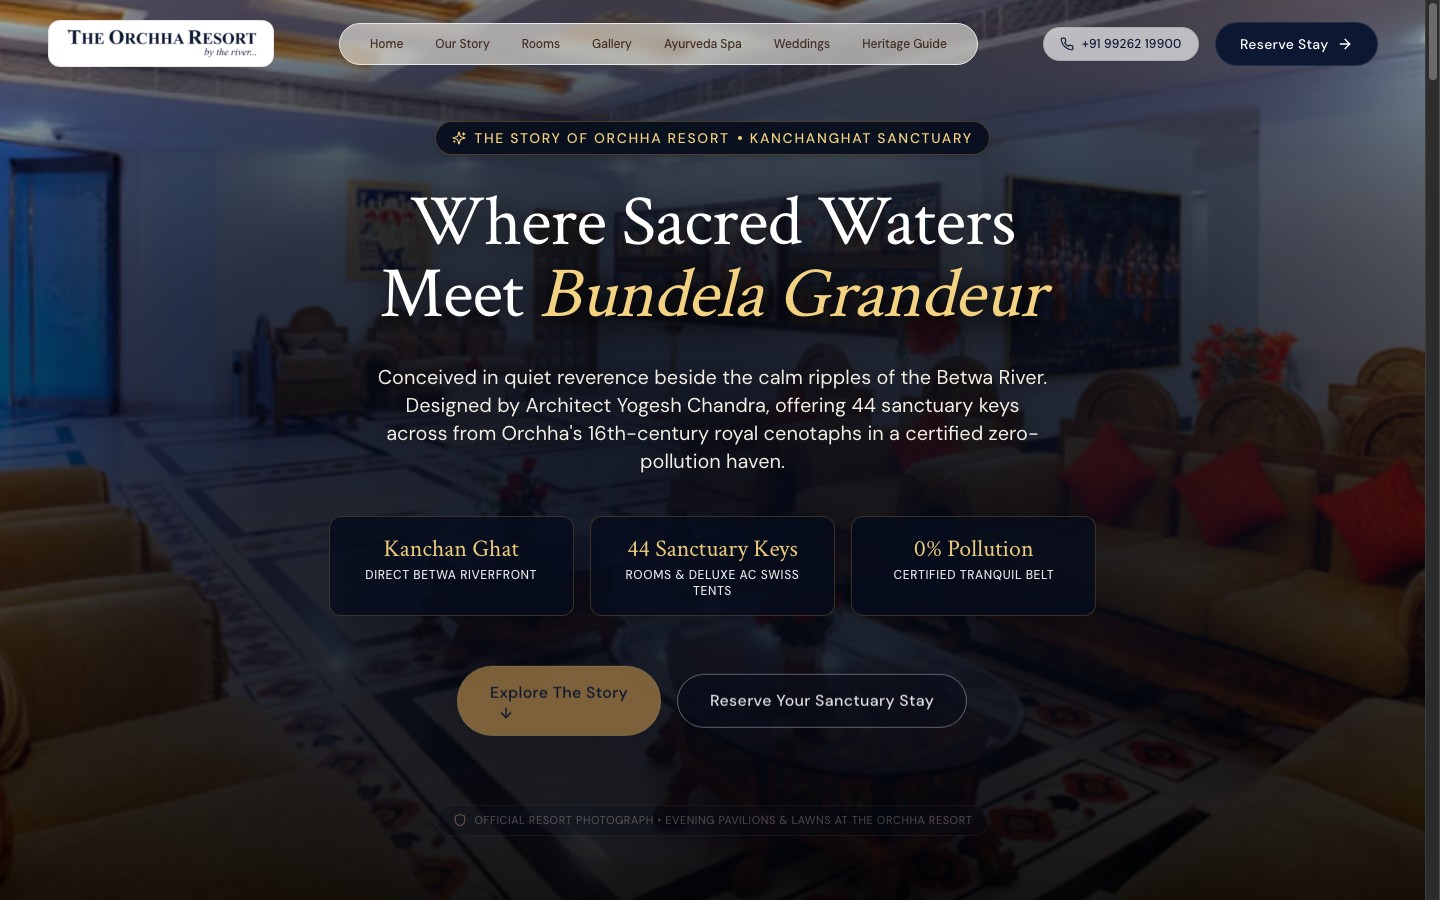 THE ORCHHA RESORT
by the river...
Home
Our Story
Rooms
Gallery
Ayurveda Spa
Weddings
Heritage Guide
+91 99262 19900
Reserve Stay
THE STORY OF ORCHHA RESORT • KANCHANGHAT SANCTUARY
Where Sacred Waters
Meet Bundela Grandeur
Conceived in quiet reverence beside the calm ripples of the Betwa River.
Designed by Architect Yogesh Chandra, offering 44 sanctuary keys
across from Orchha's 16th-century royal cenotaphs in a certified zero-
pollution haven.
Kanchan Ghat
DIRECT BETWA RIVERFRONT
44 Sanctuary Keys
ROOMS & DELUXE AC SWISS
TENTS
0% Pollution
CERTIFIED TRANQUIL BELT
Explore The Story
↓
Reserve Your Sanctuary Stay
OFFICIAL RESORT PHOTOGRAPH • EVENING PAVILIONS & LAWNS AT THE ORCHHA RESORT